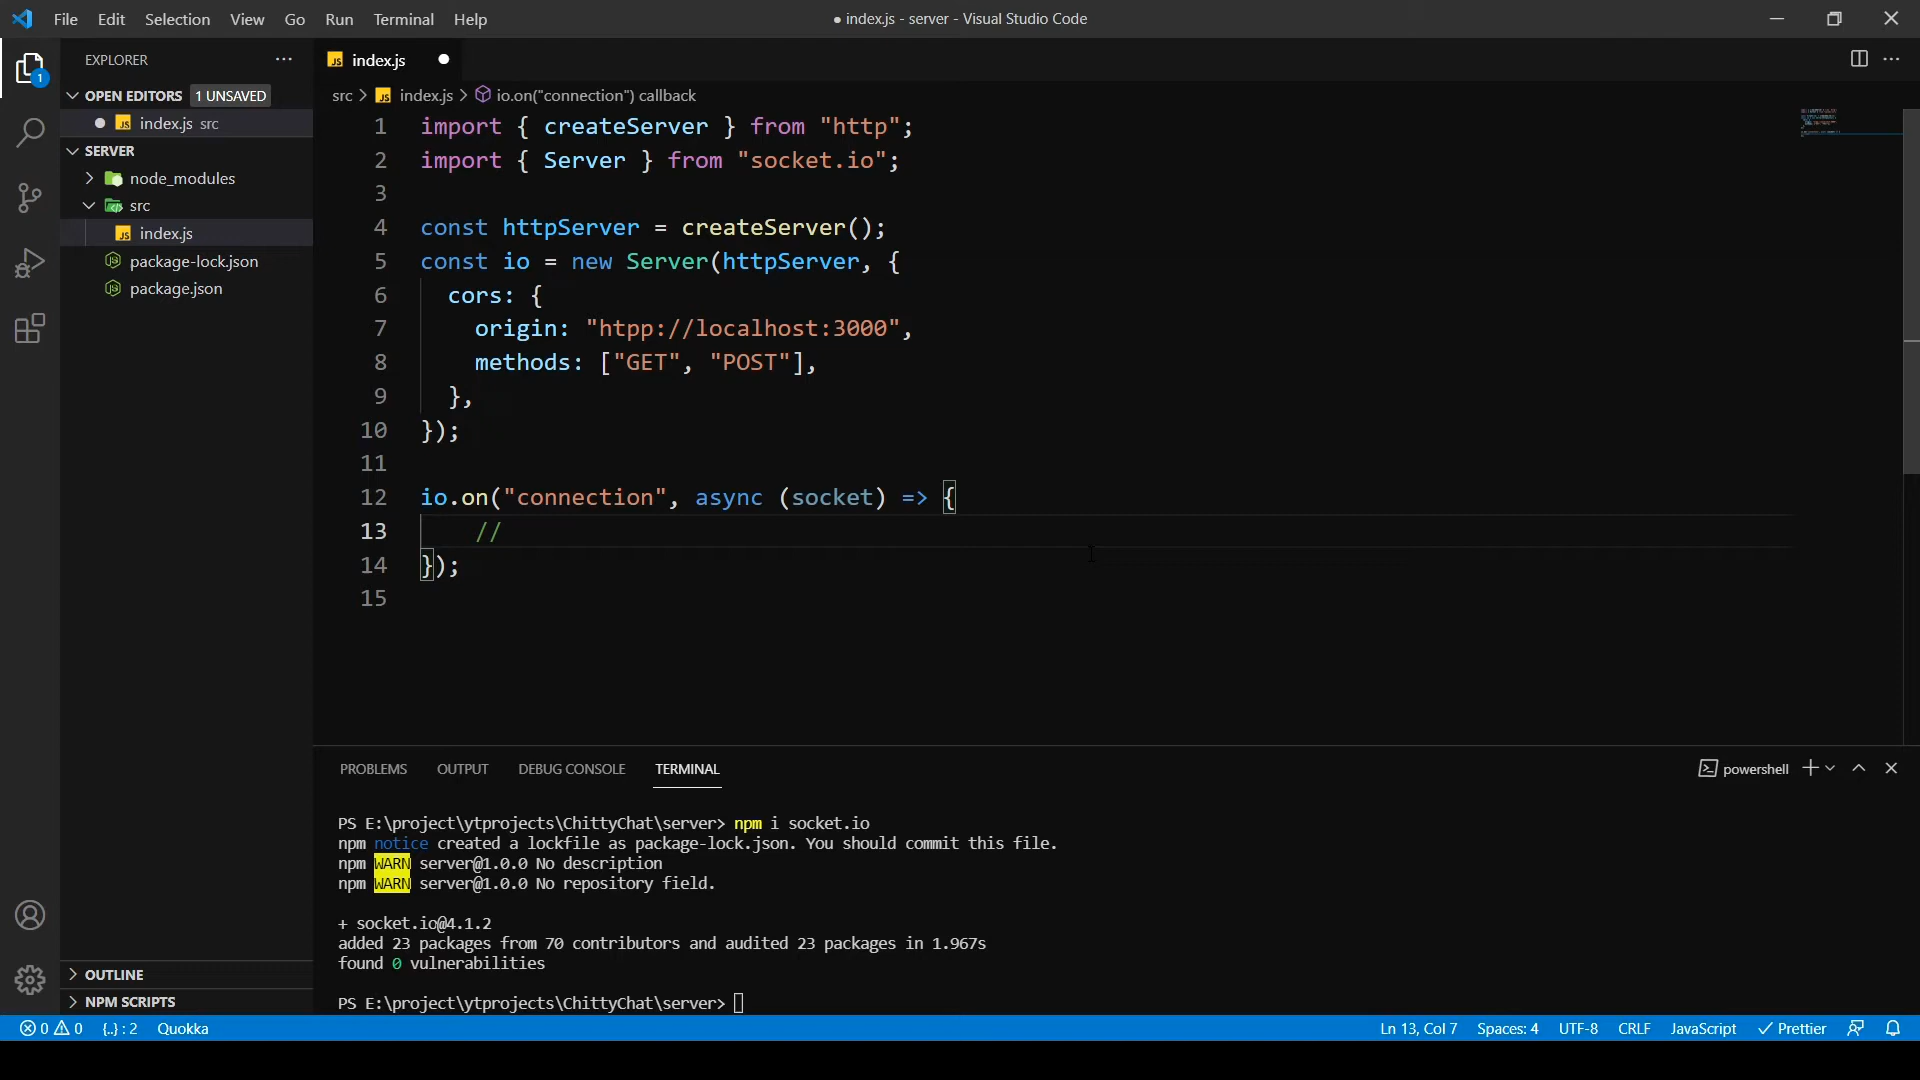 File Edit Selection View Go Run Terminal Help
● index.js - server - Visual Studio Code
EXPLORER
index.js
1
OPEN EDITORS 1 UNSAVED
src > index.js > io.on("connection") callback
index.js src
SERVER
node_modules
src
index.js
package-lock.json
package.json
1 import { createServer } from "http";
2 import { Server } from "socket.io";
3
4 const httpServer = createServer();
5 const io = new Server(httpServer, {
6 cors: {
7 origin: "htpp://localhost:3000",
8 methods: ["GET", "POST"],
9 },
10 });
11
12 io.on("connection", async (socket) => {
13 //
14 });
15
PROBLEMS OUTPUT DEBUG CONSOLE TERMINAL
powershell
PS E:\project\ytprojects\ChittyChat\server> npm i socket.io
npm notice created a lockfile as package-lock.json. You should commit this file.
npm WARN server@1.0.0 No description
npm WARN server@1.0.0 No repository field.
+ socket.io@4.1.2
added 23 packages from 70 contributors and audited 23 packages in 1.967s
found 0 vulnerabilities
PS E:\project\ytprojects\ChittyChat\server>
OUTLINE
NPM SCRIPTS
0 0 {..} : 2 Quokka
Ln 13, Col 7 Spaces: 4 UTF-8 CRLF JavaScript Prettier